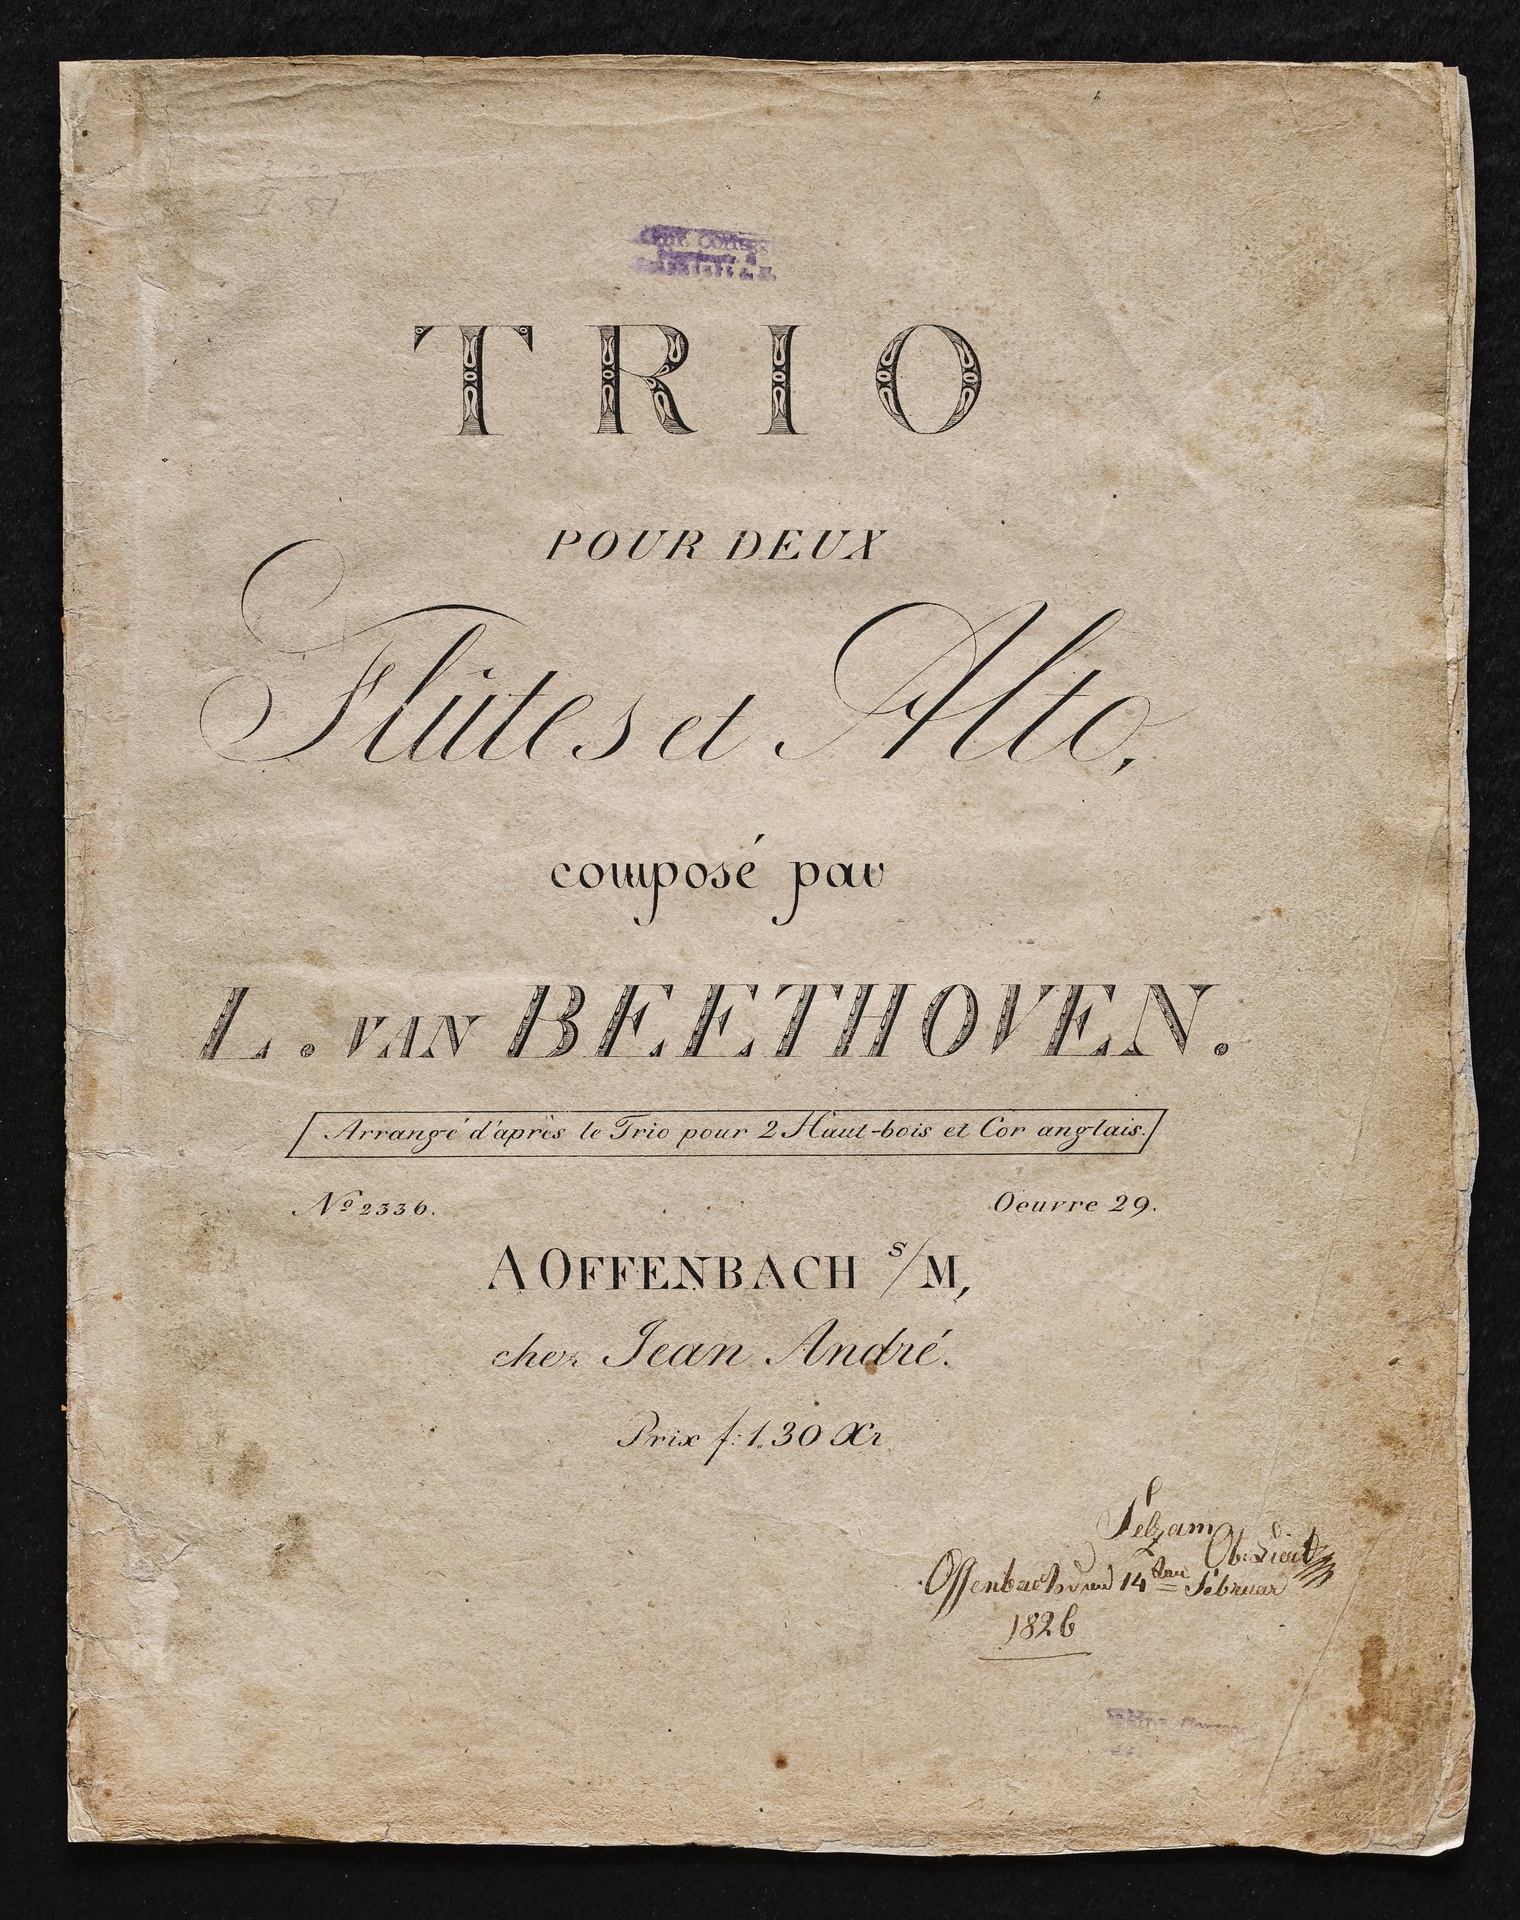 TRIO
POUR DEUX
Flûtes et Alto,
composé par
L. VAN BEETHOVEN.
Arrangé d'après le Trio pour 2 Haut-bois et Cor anglais.
Nº 2336.
Oeuvre 29.
A OFFENBACH s/M,
chez Jean André.
Prix f: 1,, 30 Xr.
Offenbach den 14 Februar
1826